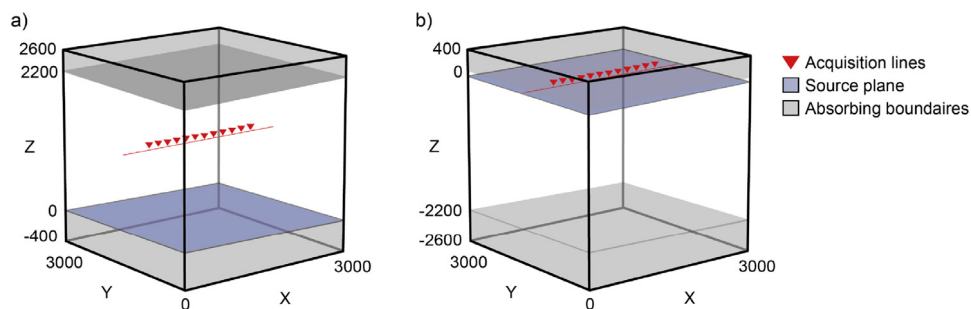 a)
2600
2200
Z
0
-400
3000
Y
0
X
3000
b)
400
0
Z
-2200
-2600
3000
Y
0
X
3000
Acquisition lines
Source plane
Absorbing boundaires